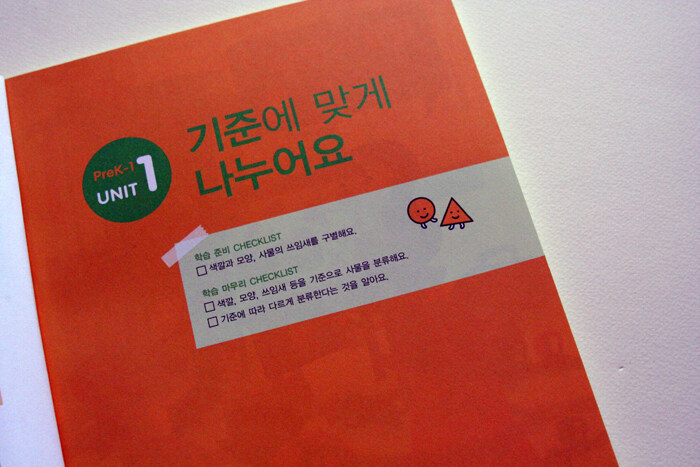 PreK-1
UNIT 1
기준에 맞게
나누어요
학습 준비 CHECKLIST
색깔과 모양, 사물의 쓰임새를 구별해요.
학습 마무리 CHECKLIST
색깔, 모양, 쓰임새 등을 기준으로 사물을 분류해요.
기준에 따라 다르게 분류한다는 것을 알아요.